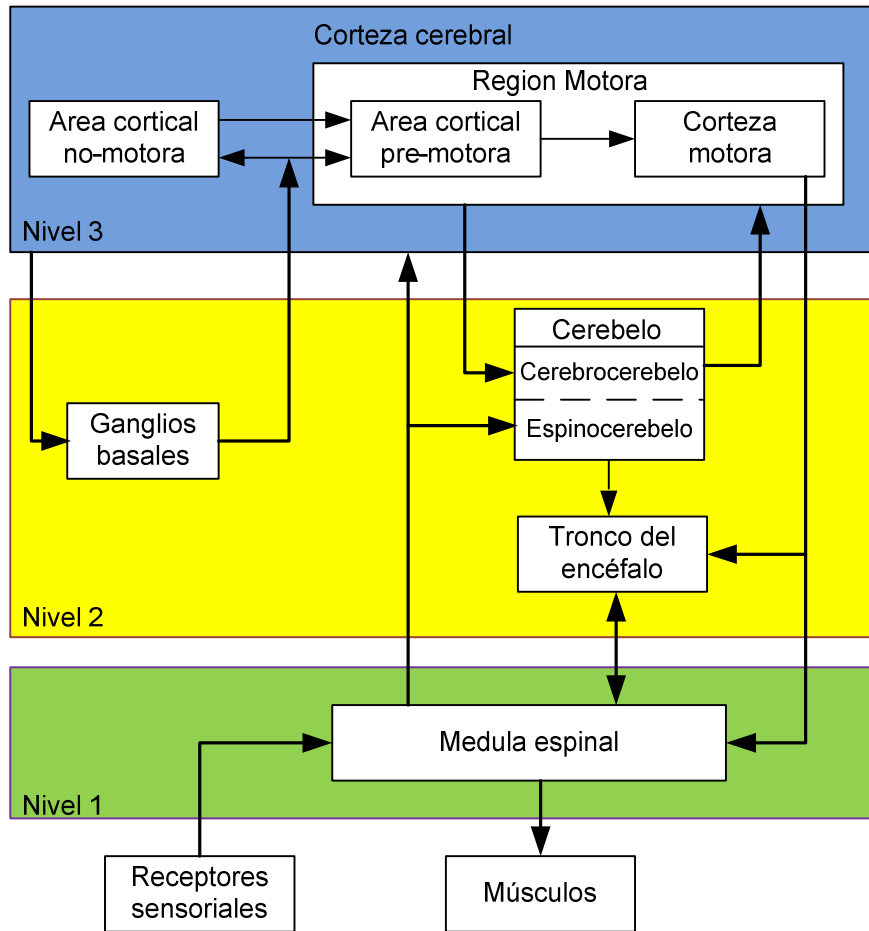 Corteza cerebral
Region Motora
Area cortical
no-motora
Area cortical
pre-motora
Corteza
motora
Nivel 3
Cerebelo
Cerebrocerebelo
Espinocerebelo
Ganglios
basales
Tronco del
encéfalo
Nivel 2
Medula espinal
Nivel 1
Receptores
sensoriales
Músculos